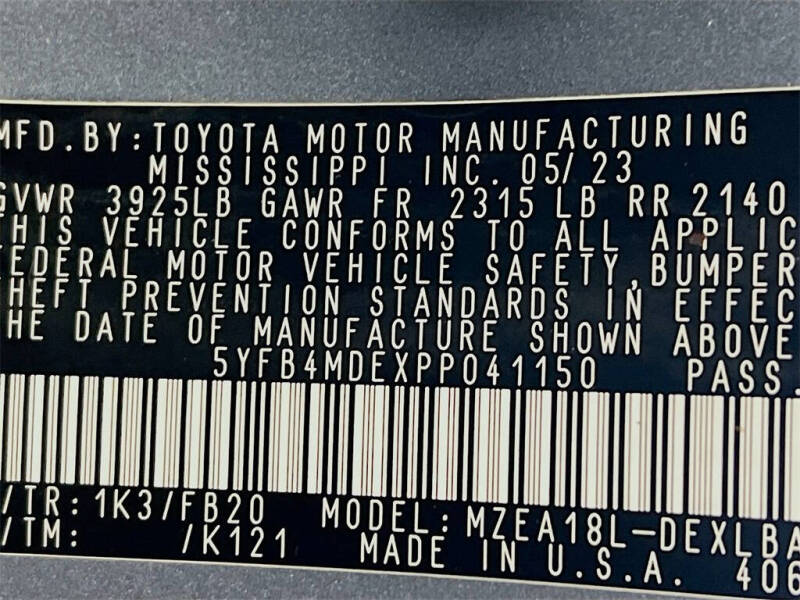 MFD.BY:TOYOTA MOTOR MANUFACTURING
MISSISSIPPI INC. 05/23
GVWR 3925LB GAWR FR 2315 LB RR 2140
HIS VEHICLE CONFORMS TO ALL APPLIC
EDERAL MOTOR VEHICLE SAFETY,BUMPER
HEFT PREVENTION STANDARDS IN EFFEC
HE DATE OF MANUFACTURE SHOWN ABOVE
5YFB4MDEXPP041150 PASS.
/TR:1K3/FB20 MODEL:MZEA18L-DEXLBA
/TM: /K121 MADE IN U.S.A. 406